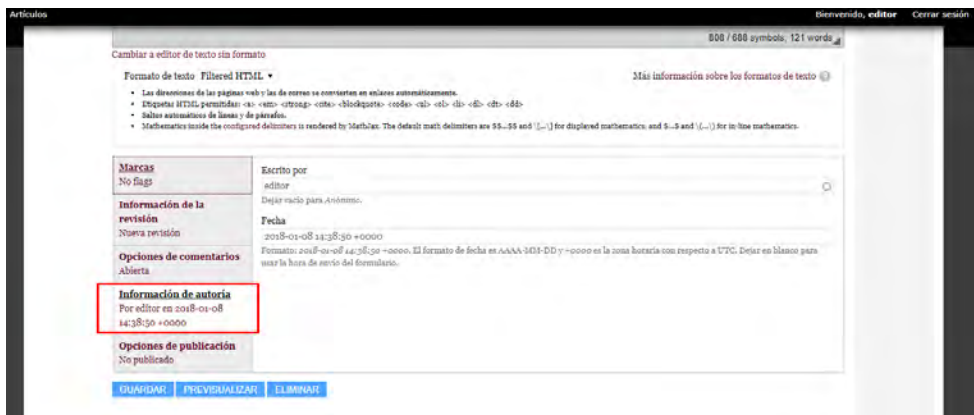 Artículos
Bienvenido, editor Cerrar sesión
808 / 688 symbols, 121 words
Cambiar a editor de texto sin formato
Formato de texto Filtered HTML
Más información sobre los formatos de texto
Las direcciones de las páginas web y las de correo se convierten en enlaces automáticamente.
Etiquetas HTML permitidas: <a> <em> <strong> <cite> <blockquote> <code> <ul> <ol> <li> <dl> <dt> <dd>
Saltos automáticos de líneas y de párrafos.
Mathematics inside the configured delimiters is rendered by MathJax. The default math delimiters are $$...$$ and \[...\] for displayed mathematics, and $...$ and \(...\) for in-line mathematics.
Marcas
No flags
Información de la
revisión
Nueva revisión
Opciones de comentarios
Abierta
Información de autoría
Por editor en 2018-01-08
14:38:50 +0000
Opciones de publicación
No publicado
Escrito por
editor
Dejar vacío para Anónimo.
Fecha
2018-01-08 14:38:50 +0000
Formato: 2018-01-08 14:38:50 +0000. El formato de fecha es AAAA-MM-DD y +0000 es la zona horaria con respecto a UTC. Dejar en blanco para
usar la hora de envío del formulario.
GUARDAR PREVISUALIZAR ELIMINAR